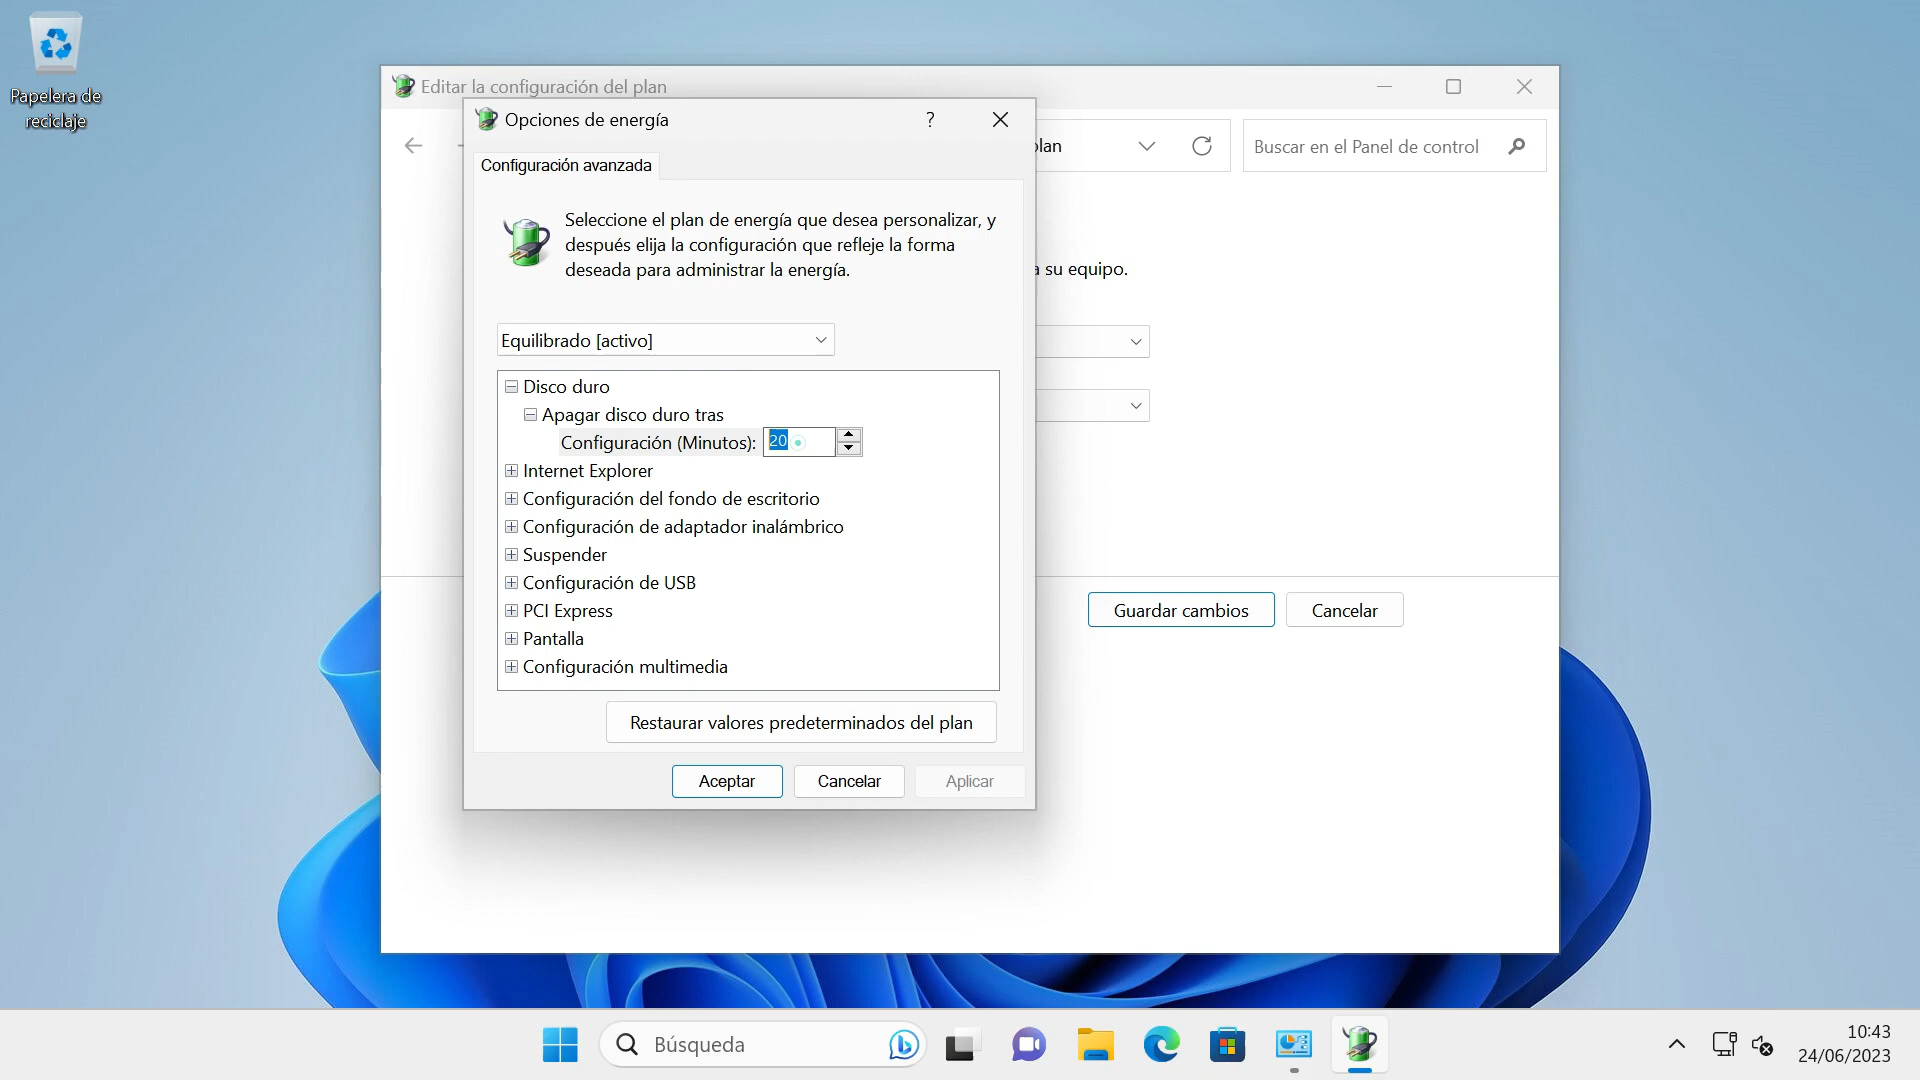 Papelera de
reciclaje
Editar la configuración del plan
Opciones de energía
?
lan
Buscar en el Panel de control
Configuración avanzada
Seleccione el plan de energía que desea personalizar, y
después elija la configuración que refleje la forma
deseada para administrar la energía.
a su equipo.
Equilibrado [activo]
Disco duro
Apagar disco duro tras
Configuración (Minutos): 20
Internet Explorer
Configuración del fondo de escritorio
Configuración de adaptador inalámbrico
Suspender
Configuración de USB
PCI Express
Pantalla
Configuración multimedia
Guardar cambios
Cancelar
Restaurar valores predeterminados del plan
Aceptar
Cancelar
Aplicar
Búsqueda
10:43
24/06/2023